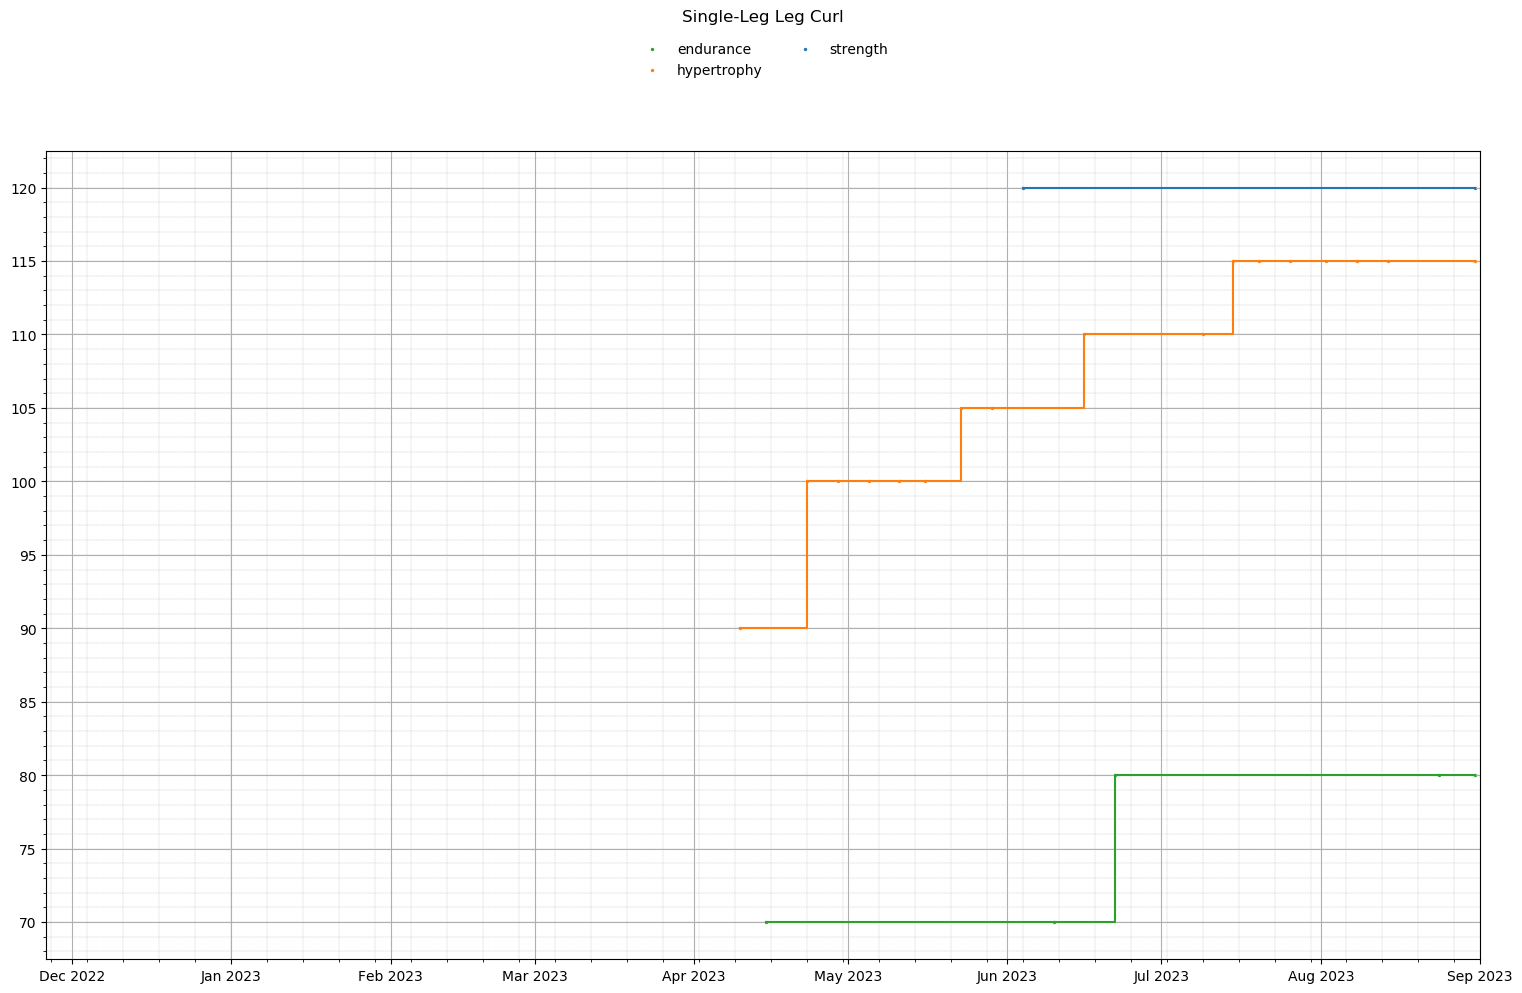 Single-Leg Leg Curl
endurance
hypertrophy
strength
120
115
110
105
100
95
90
85
80
75
70
Dec 2022
Jan 2023
Feb 2023
Mar 2023
Apr 2023
May 2023
Jun 2023
Jul 2023
Aug 2023
Sep 2023